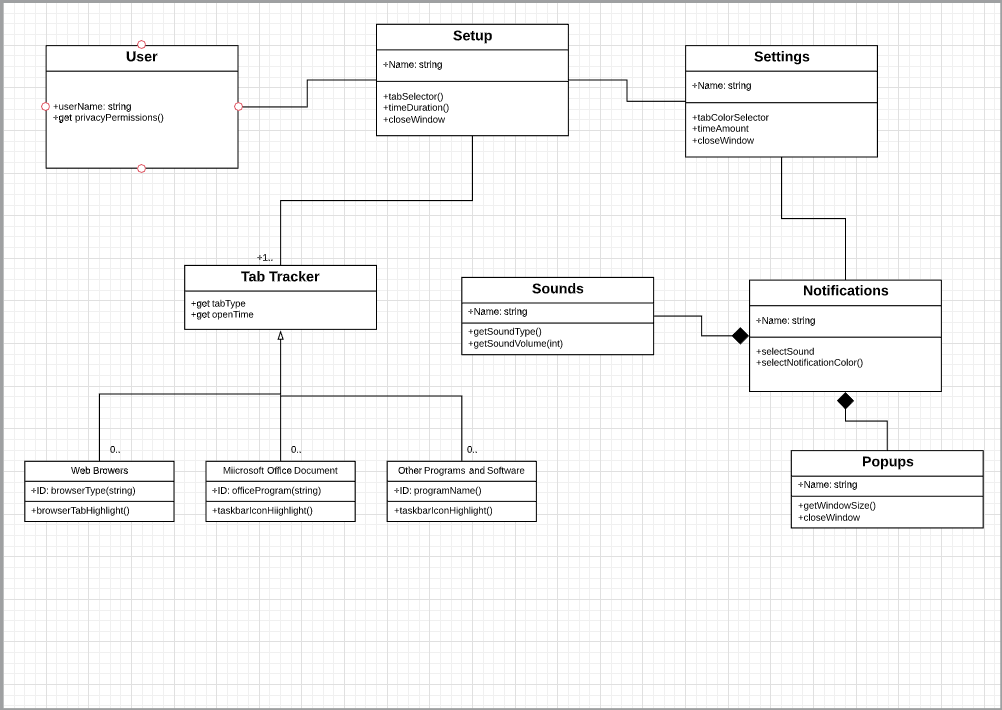 User
+userName: string
+get privacyPermissions()
Setup
+Name: string
+tabSelector()
+timeDuration()
+closeWindow
Settings
+Name: string
+tabColorSelector
+timeAmount
+closeWindow
+1..
Tab Tracker
+get tabType
+get openTime
Sounds
+Name: string
+getSoundType()
+getSoundVolume(int)
Notifications
+Name: string
+selectSound
+selectNotificationColor()
0..
0..
0..
Web Browers
+ID: browserType(string)
+browserTabHighlight()
Miicrosoft Office Document
+ID: officeProgram(string)
+taskbarIconHiighlight()
Other Programs and Software
+ID: programName()
+taskbarIconHighlight()
Popups
+Name: string
+getWindowSize()
+closeWindow